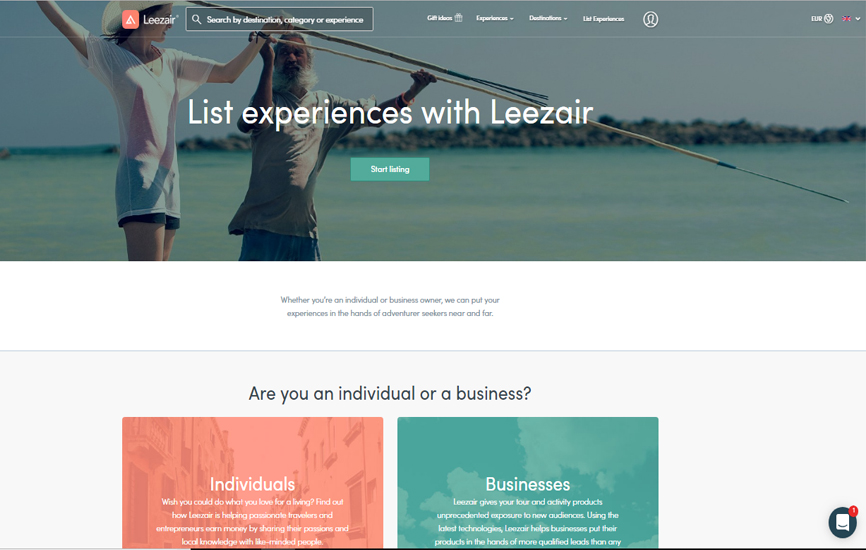 Leezair
Search by destination, category or experience
Gift ideas
Experiences
Destinations
List Experiences
EUR
List experiences with Leezair
Start listing
Whether you're an individual or business owner, we can put your
experiences in the hands of adventurer seekers near and far.
Are you an individual or a business?
Individuals
Wish you could do what you love for a living? Find out
how Leezair is helping passionate travelers and
entrepreneurs earn money by sharing their passions and
local knowledge with like-minded people.
Businesses
Leezair gives your tour and activity products
unprecedented exposure to new audiences. Using the
latest technologies, Leezair helps businesses put their
products in the hands of more qualified leads than any
1